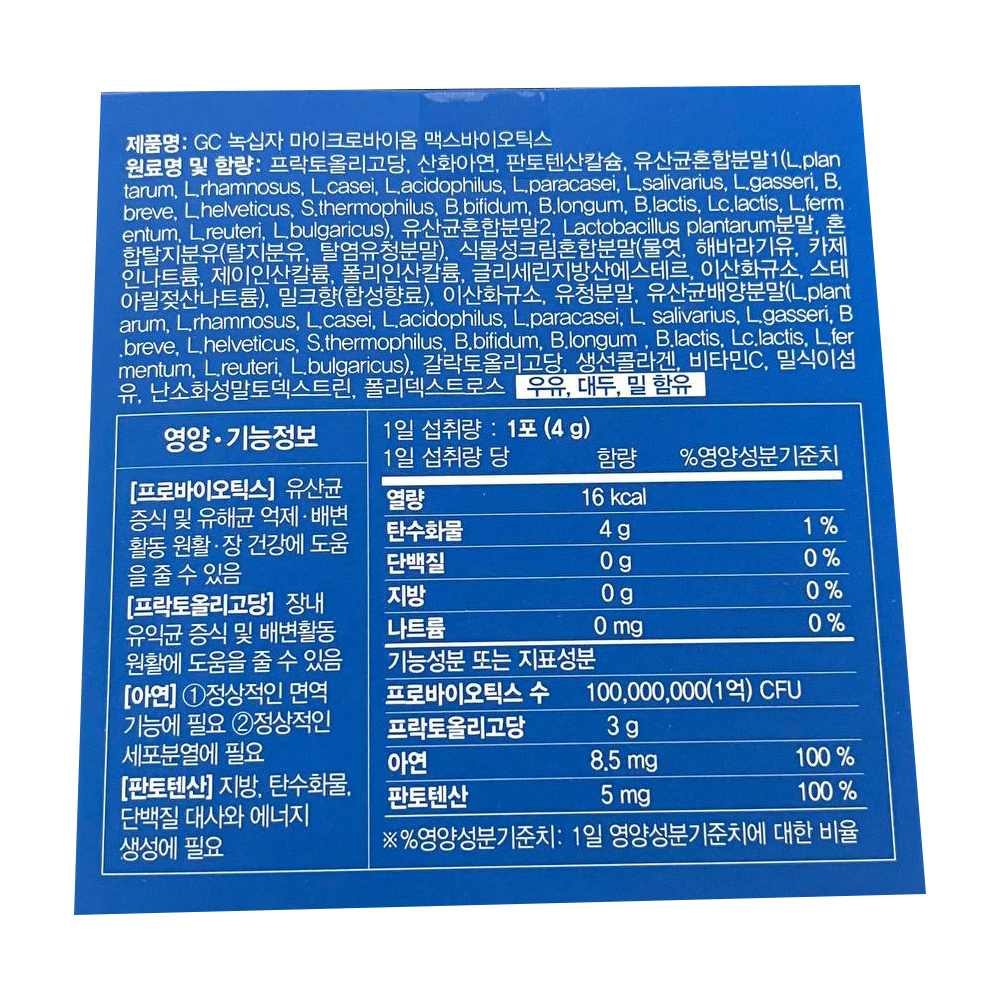 제품명: GC 녹십자 마이크로바이옴 맥스바이오틱스
원료명 및 함량: 프락토올리고당, 산화아연, 판토텐산칼슘, 유산균혼합분말1(L.plan
tarum, L.rhamnosus, L.casei, L.acidophilus, L.paracasei, L.salivarius, L.gasseri, B.
breve, L.helveticus, S.thermophilus, B.bifidum, B.longum, B.lactis, Lc.lactis, L.ferm
entum, L.reuteri, L.bulgaricus), 유산균혼합분말2, Lactobacillus plantarum분말, 혼
합탈지분유(탈지분유, 탈염유청분말), 식물성크림혼합분말(물엿, 해바라기유, 카제
인나트륨, 제이인산칼륨, 폴리인산칼륨, 글리세린지방산에스테르, 이산화규소, 스테
아릴젖산나트륨), 밀크향(합성향료), 이산화규소, 유청분말, 유산균배양분말(L.plant
arum, L.rhamnosus, L.casei, L.acidophilus, L.paracasei, L. salivarius, L.gasseri, B
.breve, L.helveticus, S.thermophilus, B.bifidum, B.longum , B.lactis, Lc.lactis, L.fer
mentum, L.reuteri, L.bulgaricus), 갈락토올리고당, 생선콜라겐, 비타민C, 밀식이섬
유, 난소화성말토덱스트린, 폴리덱스트로스 우유, 대두, 밀 함유
영양·기능정보
[프로바이오틱스] 유산균
증식 및 유해균 억제·배변
활동 원활·장 건강에 도움
을 줄 수 있음
[프락토올리고당] 장내
유익균 증식 및 배변활동
원활에 도움을 줄 수 있음
[아연] ①정상적인 면역
기능에 필요 ②정상적인
세포분열에 필요
[판토텐산] 지방, 탄수화물,
단백질 대사와 에너지
생성에 필요
1일 섭취량 : 1포 (4 g)
1일 섭취량 당 함량 %영양성분기준치
열량 16 kcal
탄수화물 4 g 1 %
단백질 0 g 0 %
지방 0 g 0 %
나트륨 0 mg 0 %
기능성분 또는 지표성분
프로바이오틱스 수 100,000,000(1억) CFU
프락토올리고당 3 g
아연 8.5 mg 100 %
판토텐산 5 mg 100 %
※%영양성분기준치: 1일 영양성분기준치에 대한 비율